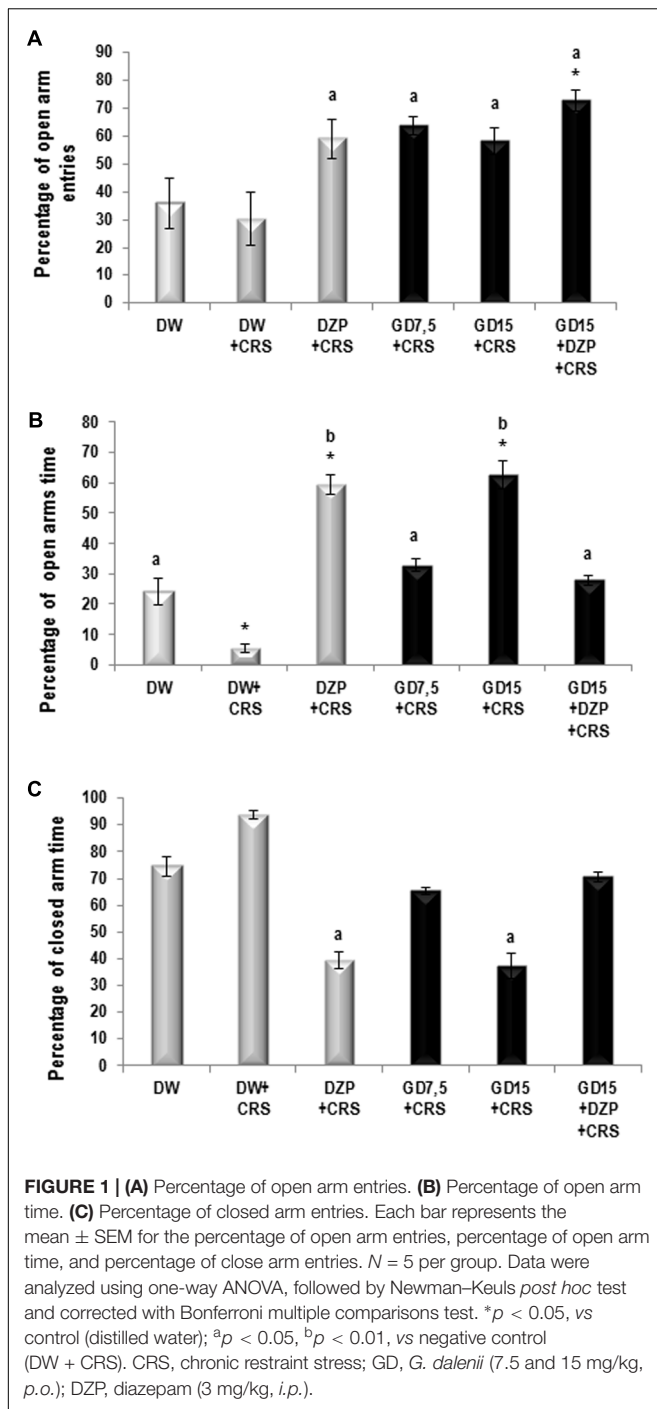 A
Percentage of open arm
entries
90
80
70
60
50
40
30
20
10
0
a
a
a
a
*
DW
DW
+CRS
DZP
+CRS
GD7,5
+CRS
GD15
+CRS
GD15
+DZP
+CRS
B
Percentage of open arms time
80
70
60
50
40
30
20
10
0
a
*
b
*
a
b
*
a
DW
DW+
CRS
DZP
+CRS
GD7,5
+CRS
GD15
+CRS
GD15
+DZP
+CRS
C
Percentage of closed arm time
100
90
80
70
60
50
40
30
20
10
0
a
a
DW
DW+
CRS
DZP
+CRS
GD7,5
+CRS
GD15
+CRS
GD15
+DZP
+CRS
FIGURE 1 | (A) Percentage of open arm entries. (B) Percentage of open arm
time. (C) Percentage of closed arm entries. Each bar represents the
mean ± SEM for the percentage of open arm entries, percentage of open arm
time, and percentage of close arm entries. N = 5 per group. Data were
analyzed using one-way ANOVA, followed by Newman–Keuls post hoc test
and corrected with Bonferroni multiple comparisons test. *p < 0.05, vs
control (distilled water); ᵃp < 0.05, ᵇp < 0.01, vs negative control
(DW + CRS). CRS, chronic restraint stress; GD, G. dalenii (7.5 and 15 mg/kg,
p.o.); DZP, diazepam (3 mg/kg, i.p.).